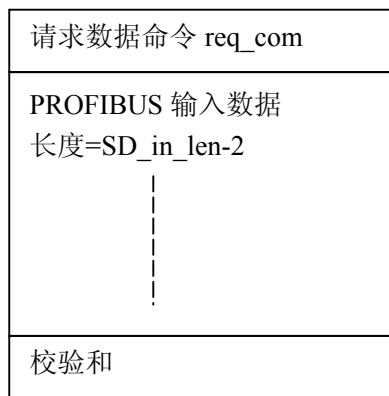 请求数据命令 req_com
PROFIBUS 输入数据
长度=SD_in_len-2
校验和